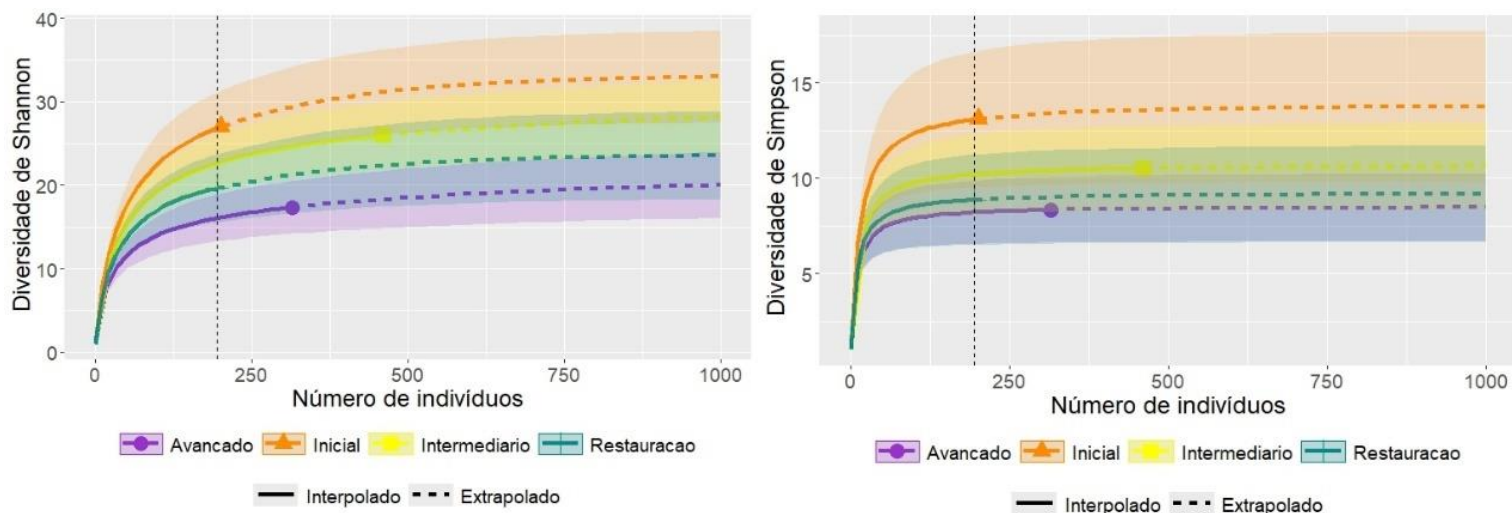 Diversidade de Shannon
40
30
20
10
0
0 250 500 750 1000
Número de indivíduos
Avancado Inicial Intermediario Restauracao
Interpolado Extrapolado
Diversidade de Simpson
15
10
5
0 250 500 750 1000
Número de indivíduos
Avancado Inicial Intermediario Restauracao
Interpolado Extrapolado